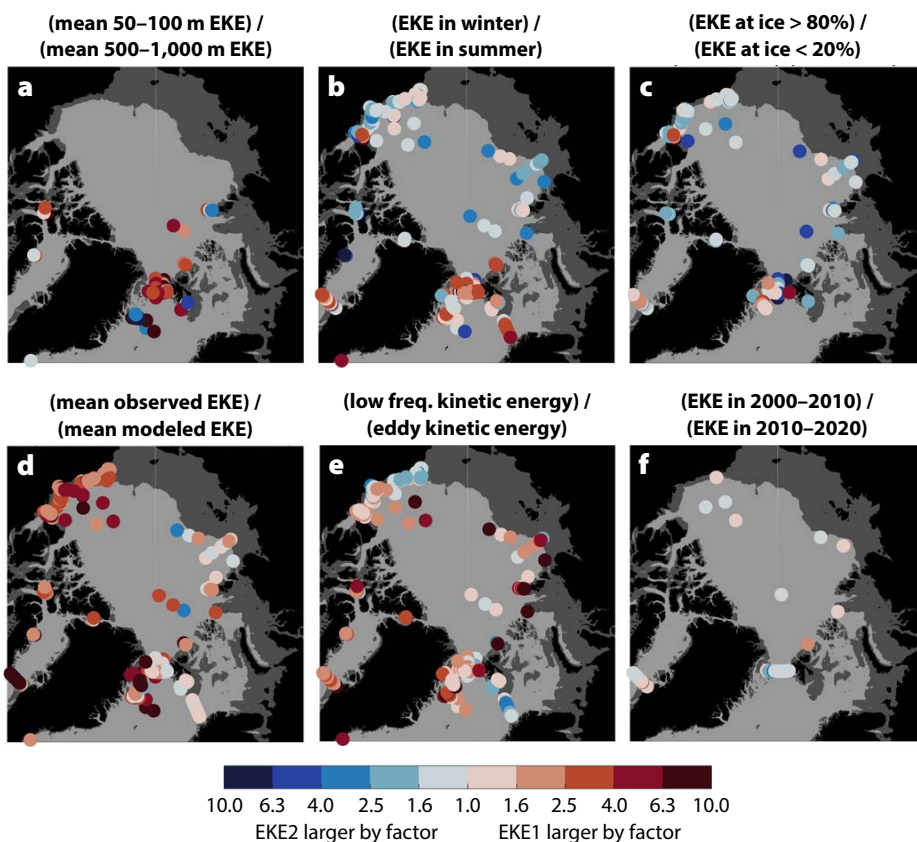 (mean 50–100 m EKE) /
(mean 500–1,000 m EKE)
(EKE in winter) /
(EKE in summer)
(EKE at ice > 80%) /
(EKE at ice < 20%)
a
b
c
(mean observed EKE) /
(mean modeled EKE)
(low freq. kinetic energy) /
(eddy kinetic energy)
(EKE in 2000–2010) /
(EKE in 2010–2020)
d
e
f
10.0 6.3 4.0 2.5 1.6 1.0 1.6 2.5 4.0 6.3 10.0
EKE2 larger by factor EKE1 larger by factor